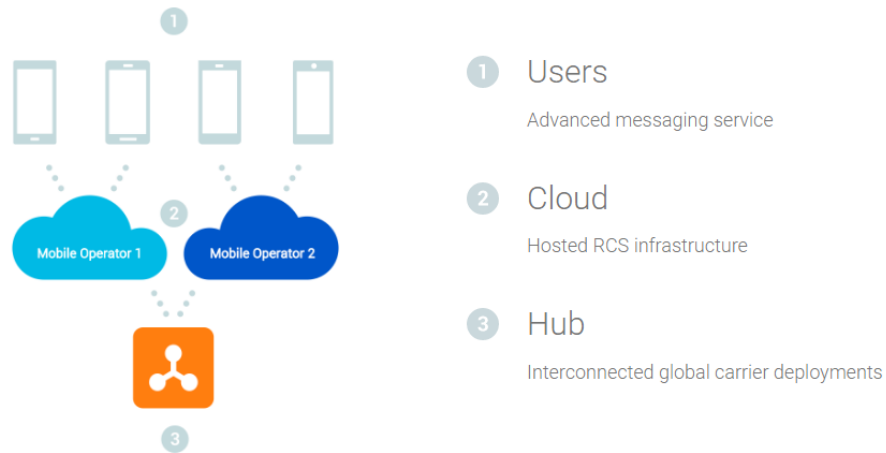 1
Mobile Operator 1
2
Mobile Operator 2
3
1
Users
Advanced messaging service
2
Cloud
Hosted RCS infrastructure
3
Hub
Interconnected global carrier deployments